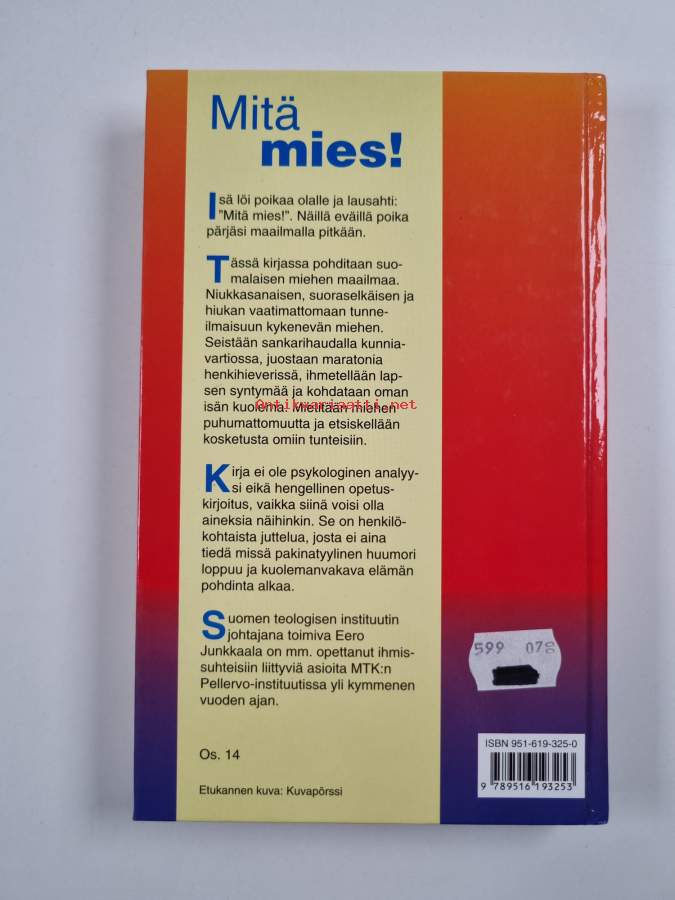 Mitä
mies!
Isä löi poikaa olalle ja lausahti:
"Mitä mies!". Näillä eväillä poika
pärjäsi maailmalla pitkään.
Tässä kirjassa pohditaan suo-
malaisen miehen maailmaa.
Niukkasanaisen, suoraselkäisen ja
hiukan vaatimattomaan tunne-
ilmaisuun kykenevän miehen.
Seistään sankarihaudalla kunnia-
vartiossa, juostaan maratonia
henkihieverissä, ihmetellään lap-
sen syntymää ja kohdataan oman
isän kuolema. Mietitään miehen
Antikvariaatti.net
puhumattomuutta ja etsiskellään
kosketusta omiin tunteisiin.
Kirja ei ole psykologinen analyy-
si eikä hengellinen opetus-
kirjoitus, vaikka siinä voisi olla
aineksia näihinkin. Se on henkilö-
kohtaista juttelua, josta ei aina
tiedä missä pakinatyylinen huumori
loppuu ja kuolemanvakava elämän
pohdinta alkaa.
Suomen teologisen instituutin
johtajana toimiva Eero
Junkkaala on mm. opettanut ihmis-
suhteisiin liittyviä asioita MTK:n
Pellervo-instituutissa yli kymmenen
vuoden ajan.
Os. 14
Etukannen kuva: Kuvapörssi
599 07
ISBN 951-619-325-0
9 789516 193253